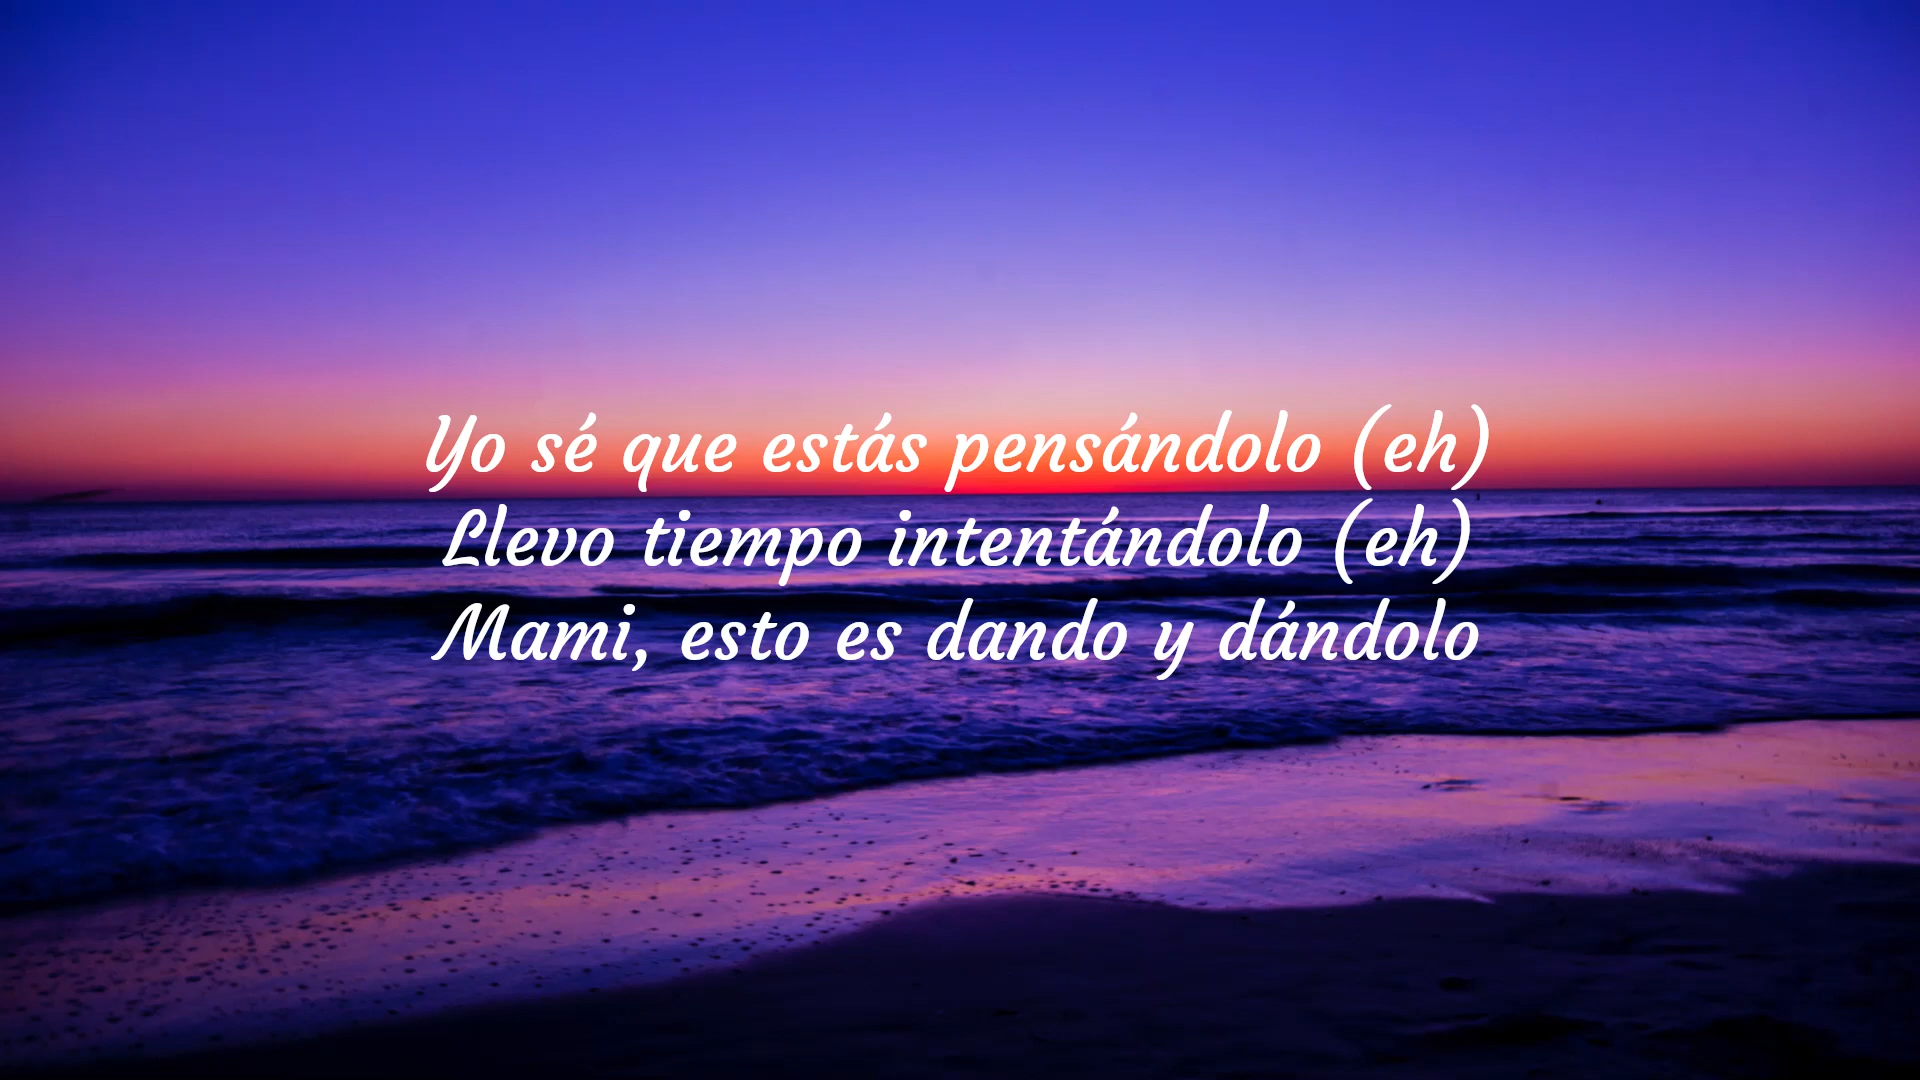 Yo sé que estás pensándolo (eh)
Llevo tiempo intentándolo (eh)
Mami, esto es dando y dándolo